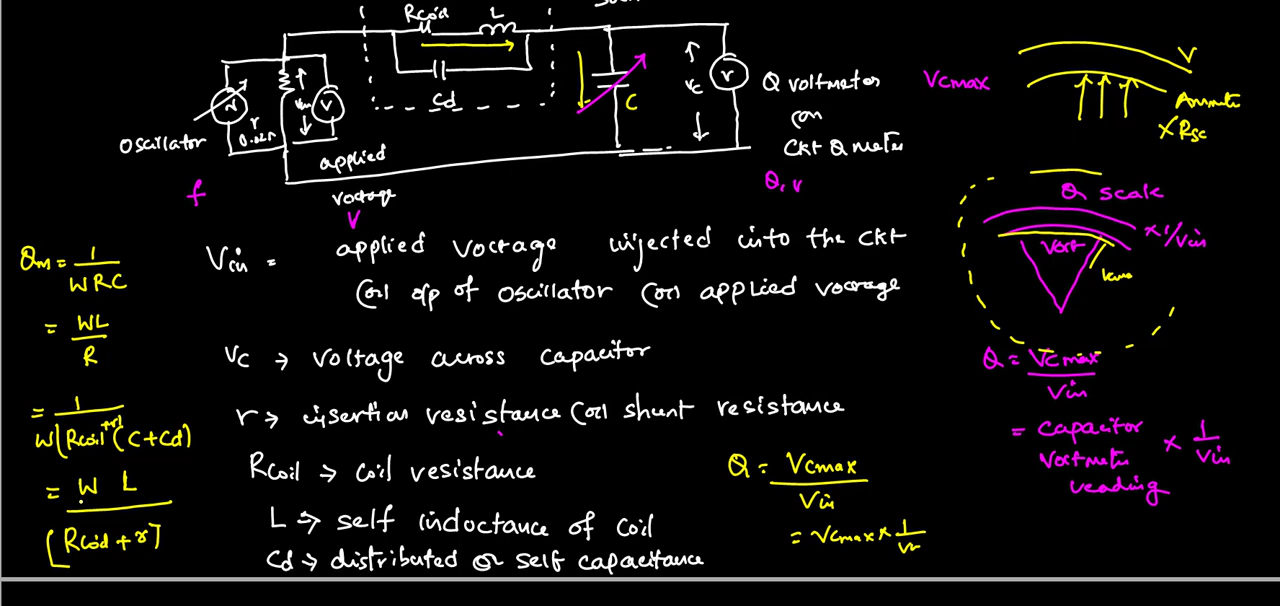 Rcoil L
Cd
C
Vc
V
Q voltmeter
(or)
Ckt Q meter
Q, V
Oscillator
r
0.02Ω
Vin
V
applied
voltage
V
f
Vcmax
V
Ammeter
× Rsc
Q scale
× 1/Vin
Volt
Vcmax
Q = Vcmax / Vin
= Capacitor Voltmeter reading × 1 / Vin
Qm = 1 / WRC
= WL / R
= 1 / W(Rcoil+r)(C+Cd)
= W L / [Rcoil + r]
Vin = applied voctage injected into the ckt
(or) o/p of oscillator (or) applied voctage
Vc → voltage across capacitor
r → insertion resistance (or) shunt resistance
Rcoil → coil resistance
L → self inductance of coil
Cd → distributed or self capacitance
Q = Vcmax / Vin
= Vcmax ×